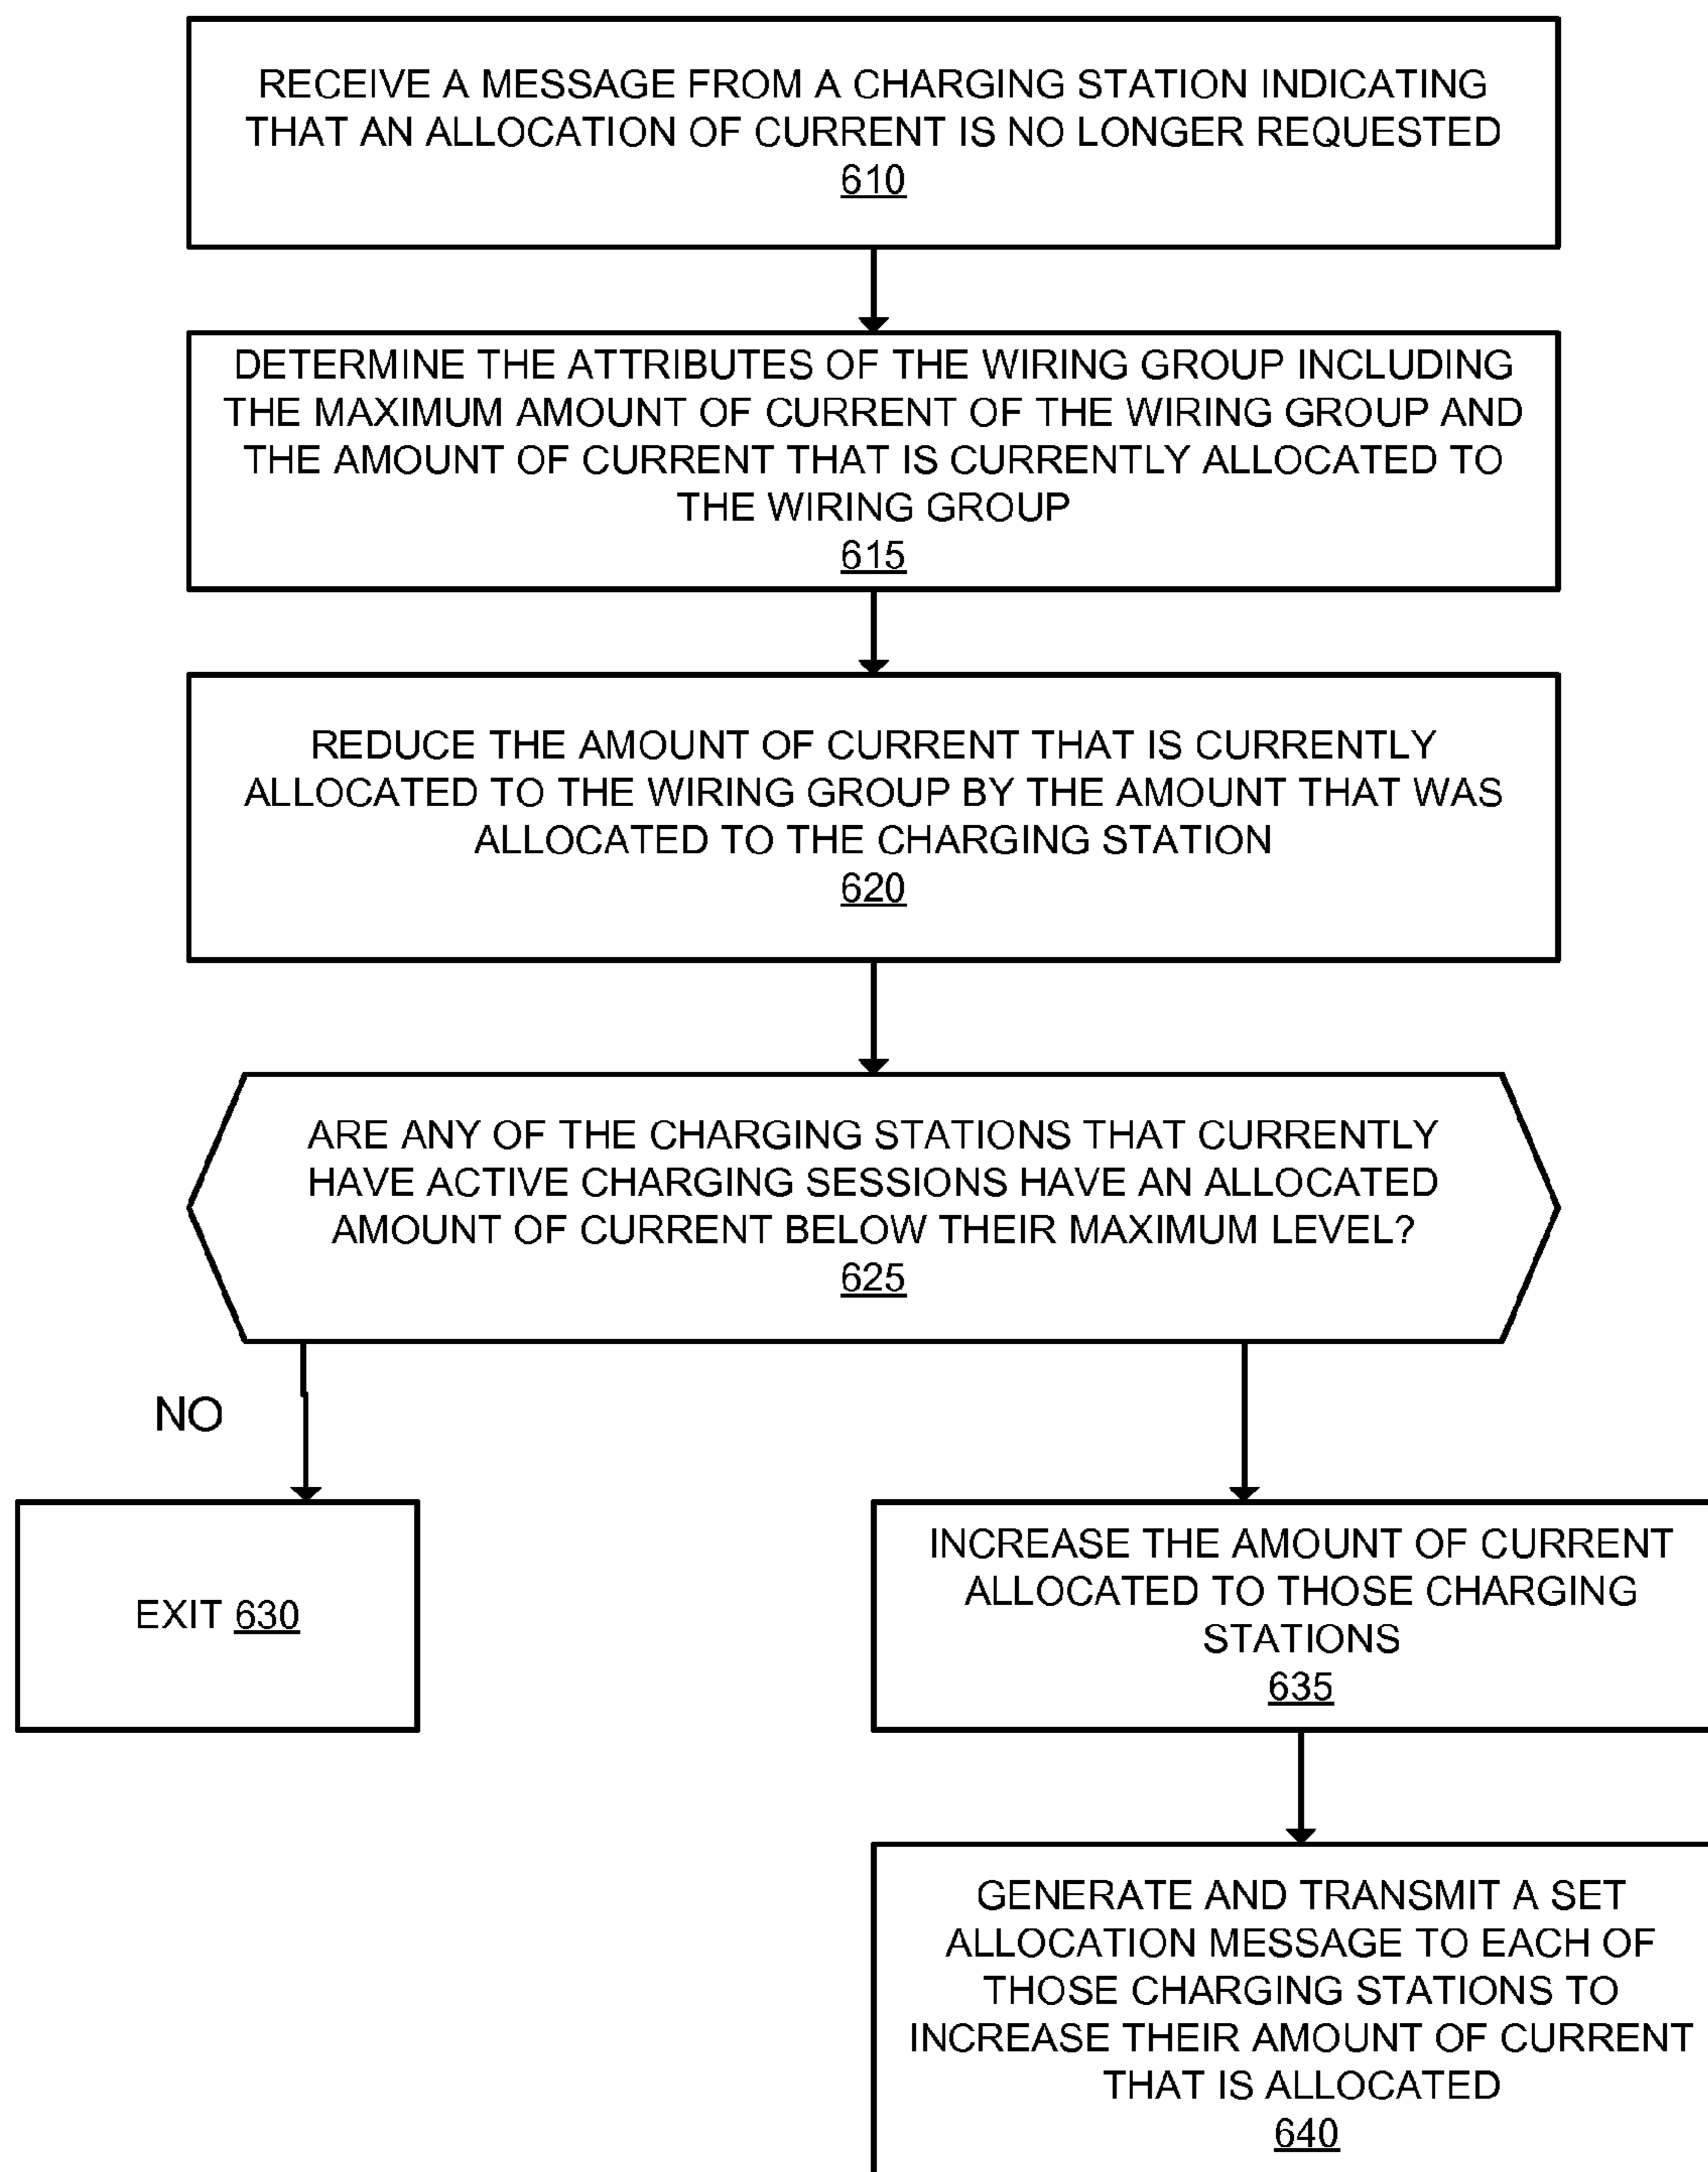 RECEIVE A MESSAGE FROM A CHARGING STATION INDICATING
THAT AN ALLOCATION OF CURRENT IS NO LONGER REQUESTED
610
DETERMINE THE ATTRIBUTES OF THE WIRING GROUP INCLUDING
THE MAXIMUM AMOUNT OF CURRENT OF THE WIRING GROUP AND
THE AMOUNT OF CURRENT THAT IS CURRENTLY ALLOCATED TO
THE WIRING GROUP
615
REDUCE THE AMOUNT OF CURRENT THAT IS CURRENTLY
ALLOCATED TO THE WIRING GROUP BY THE AMOUNT THAT WAS
ALLOCATED TO THE CHARGING STATION
620
ARE ANY OF THE CHARGING STATIONS THAT CURRENTLY
HAVE ACTIVE CHARGING SESSIONS HAVE AN ALLOCATED
AMOUNT OF CURRENT BELOW THEIR MAXIMUM LEVEL?
625
NO
EXIT 630
INCREASE THE AMOUNT OF CURRENT
ALLOCATED TO THOSE CHARGING
STATIONS
635
GENERATE AND TRANSMIT A SET
ALLOCATION MESSAGE TO EACH OF
THOSE CHARGING STATIONS TO
INCREASE THEIR AMOUNT OF CURRENT
THAT IS ALLOCATED
640